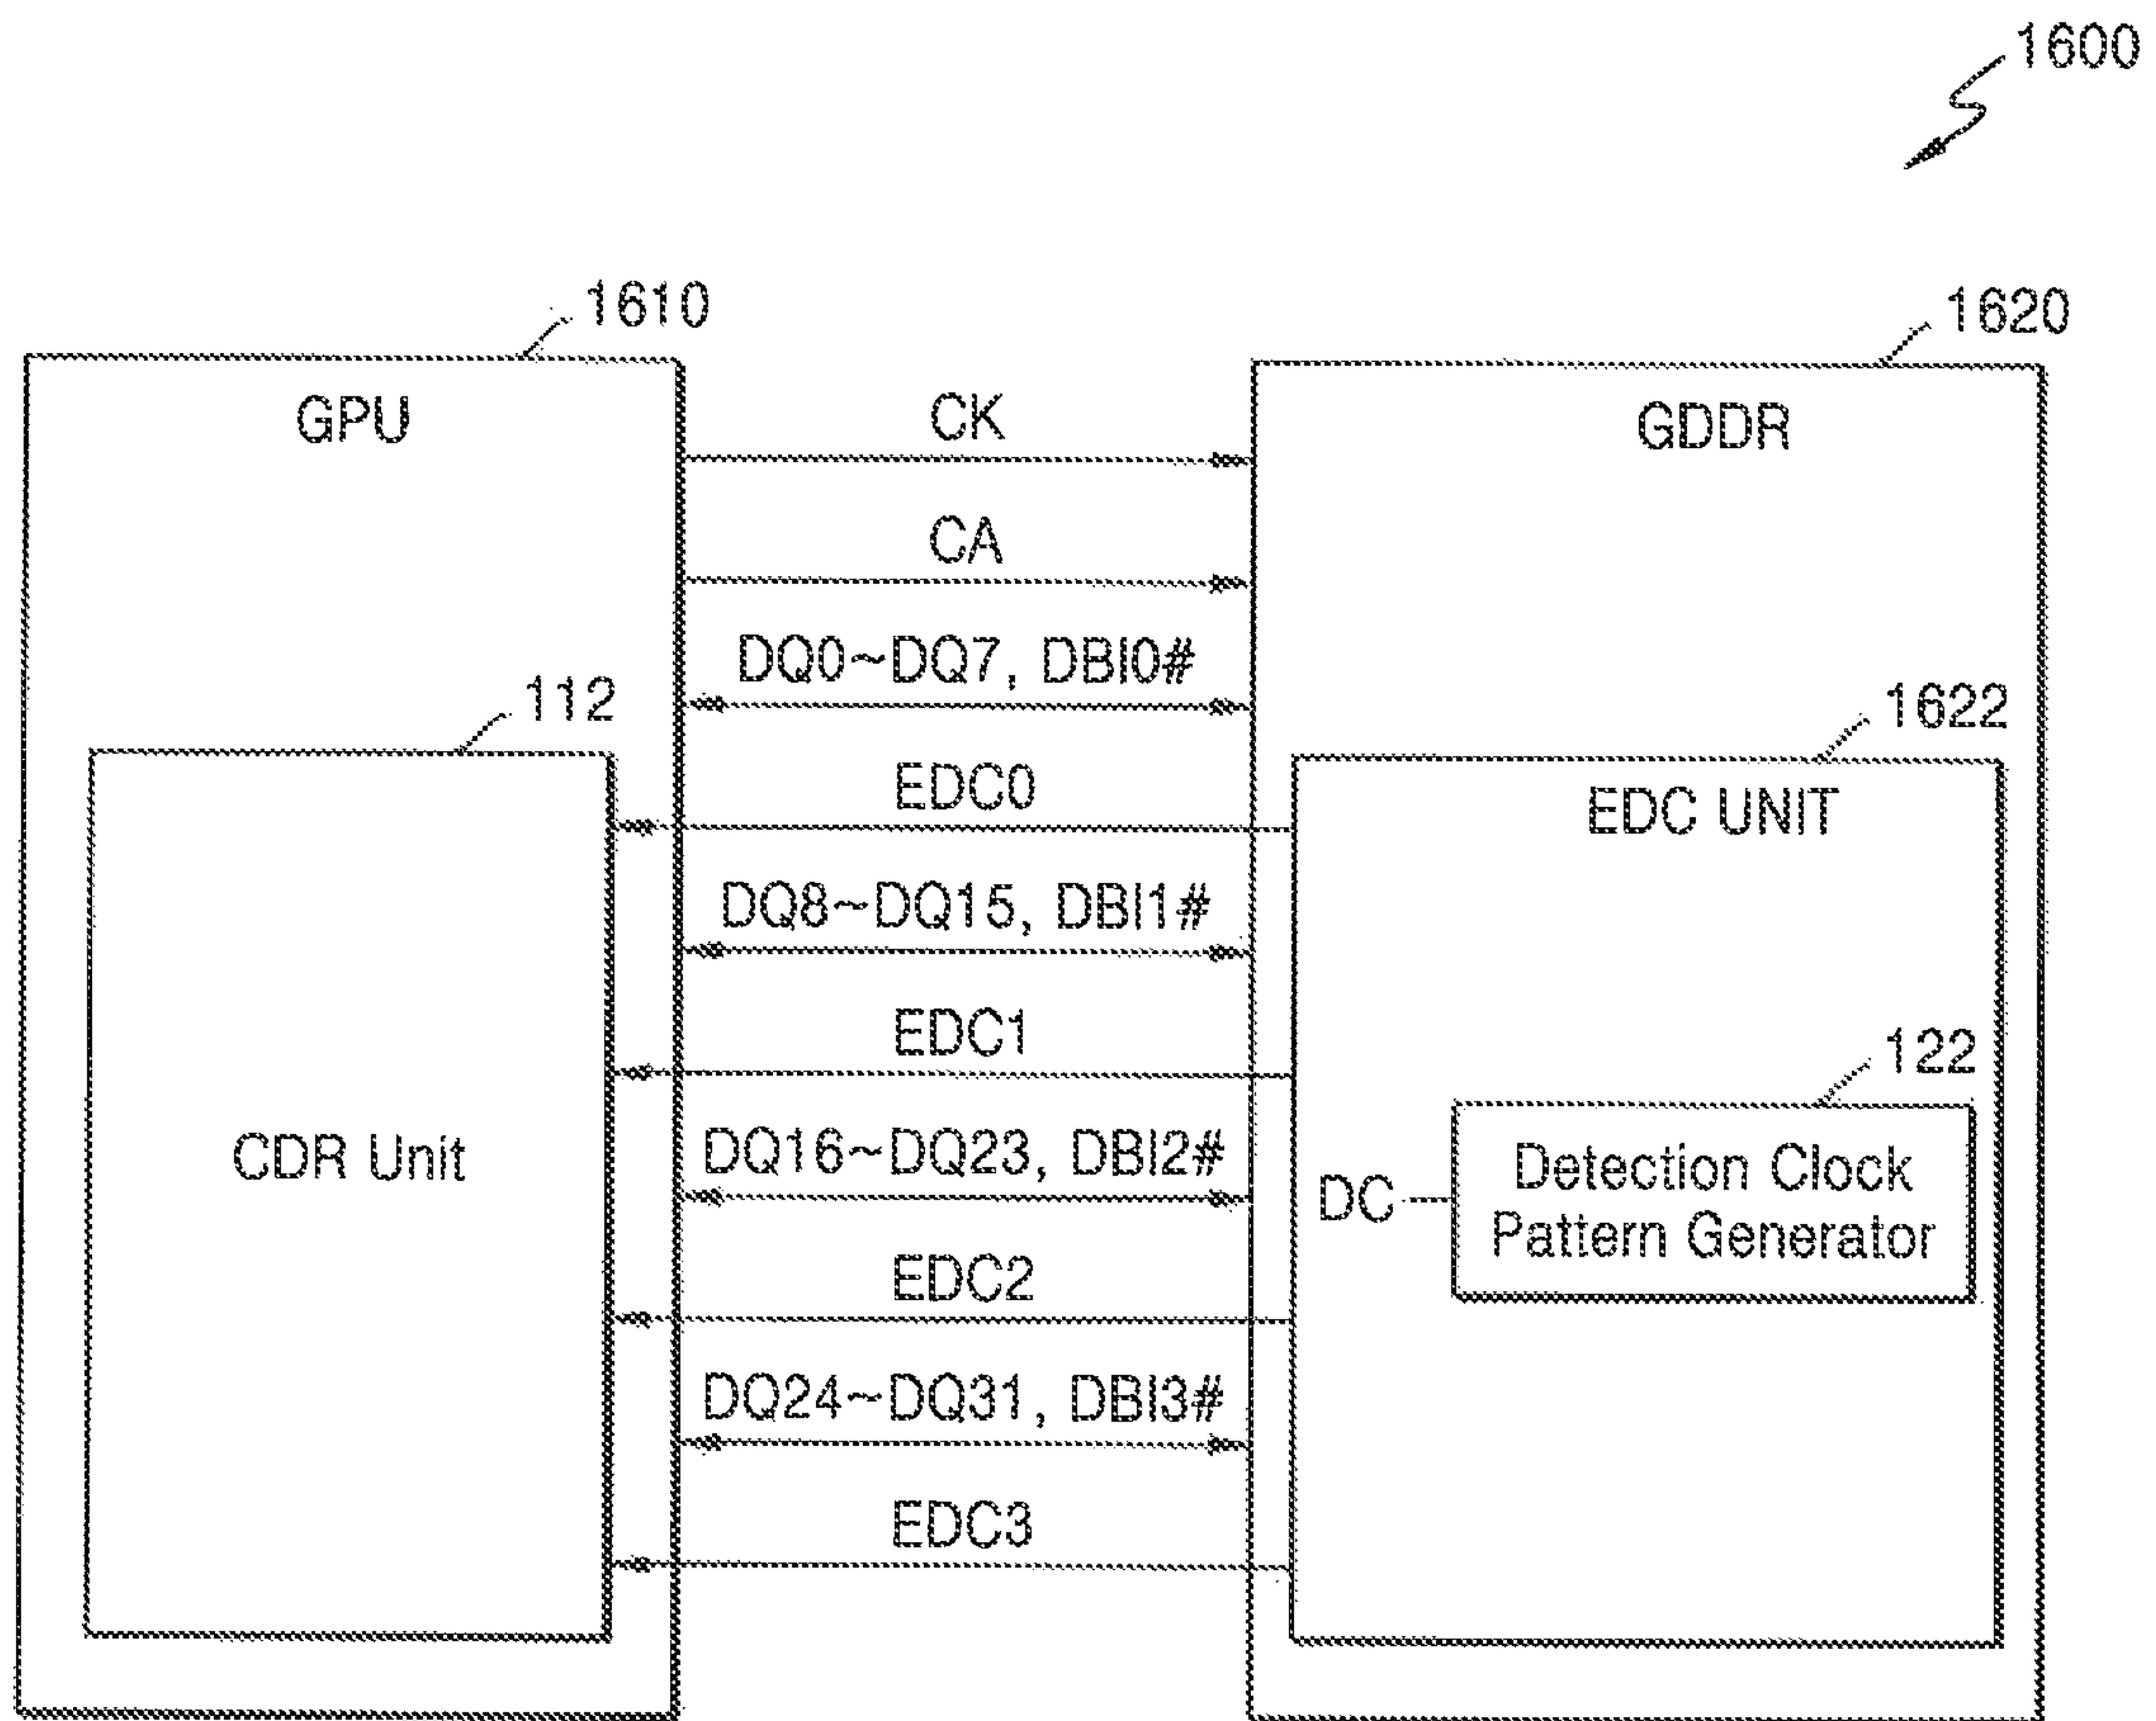 1600
1610
1620
GPU
CK
GDDR
CA
DQ0~DQ7, DBI0#
112
1622
EDC0
EDC UNIT
DQ8~DQ15, DBI1#
EDC1
122
CDR Unit
DQ16~DQ23, DBI2#
DC
Detection Clock
Pattern Generator
EDC2
DQ24~DQ31, DBI3#
EDC3